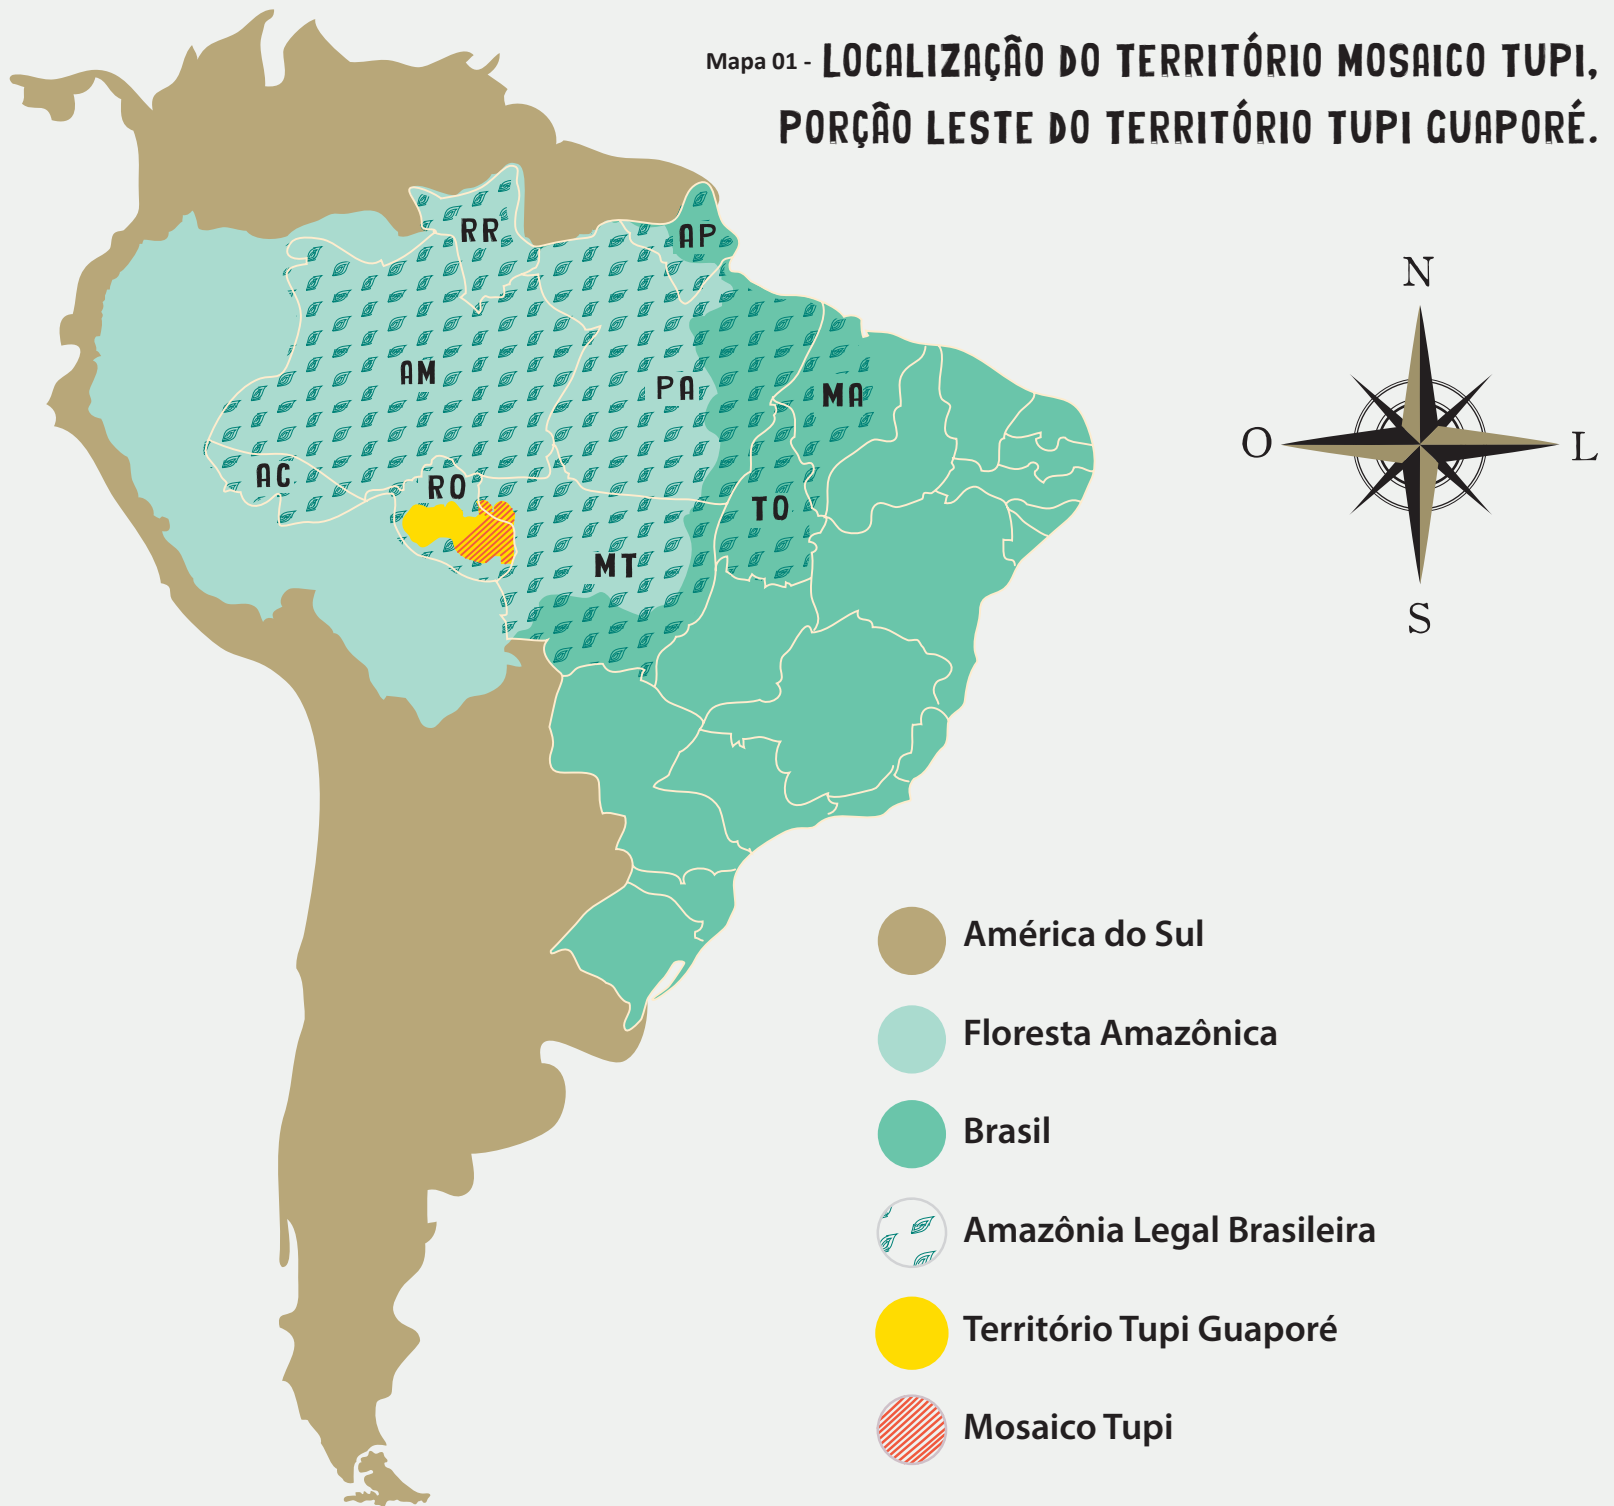 Mapa 01 - LOCALIZAÇÃO DO TERRITÓRIO MOSAICO TUPI,
PORÇÃO LESTE DO TERRITÓRIO TUPI GUAPORÉ.
RR
AP
AM
PA
MA
AC
RO
TO
MT
N
O
L
S
América do Sul
Floresta Amazônica
Brasil
Amazônia Legal Brasileira
Território Tupi Guaporé
Mosaico Tupi